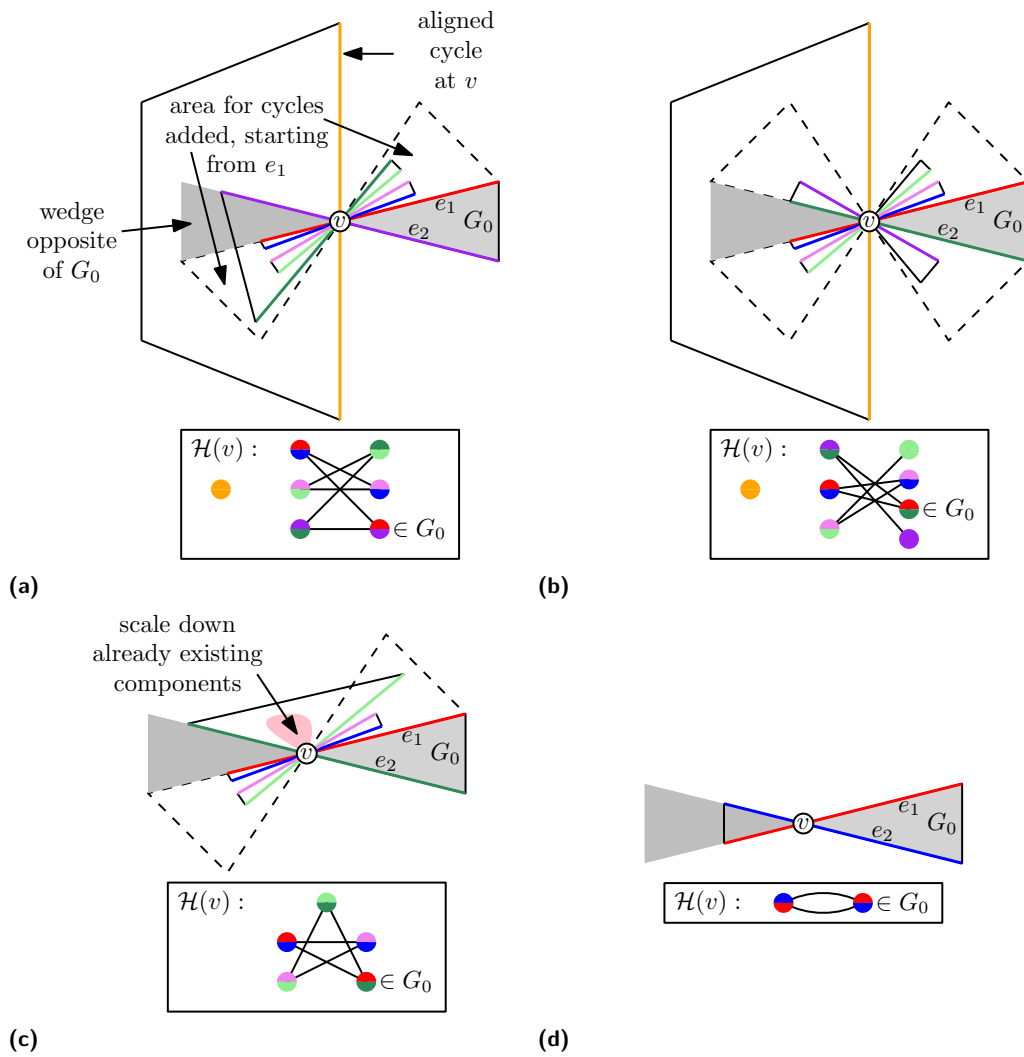 aligned
cycle
at v
area for cycles
added, starting
from e₁
wedge
opposite
of G₀
v
e₁
e₂
G₀
ℋ(v) :
∈ G₀
(a)
v
e₁
e₂
G₀
ℋ(v) :
∈ G₀
(b)
scale down
already existing
components
v
e₁
e₂
G₀
ℋ(v) :
∈ G₀
(c)
v
e₁
e₂
G₀
ℋ(v) :
∈ G₀
(d)